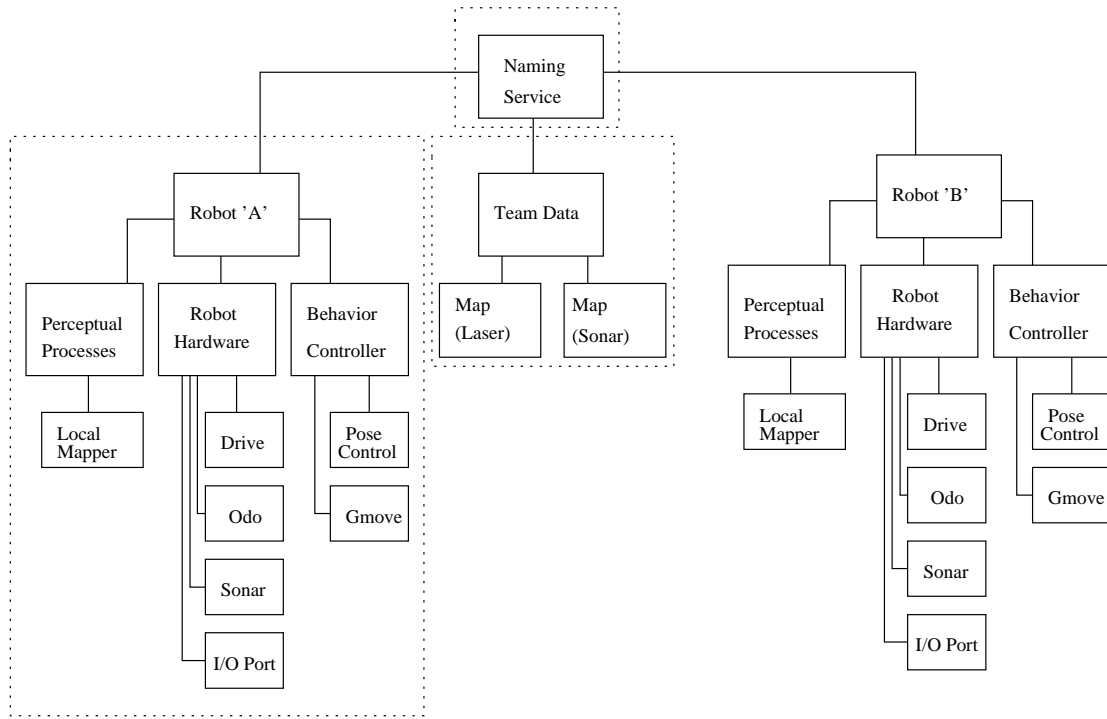 Naming
Service
Robot 'A'
Team Data
Robot 'B'
Perceptual
Processes
Robot
Hardware
Behavior
Controller
Map
(Laser)
Map
(Sonar)
Perceptual
Processes
Robot
Hardware
Behavior
Controller
Local
Mapper
Drive
Pose
Control
Odo
Gmove
Sonar
I/O Port
Local
Mapper
Drive
Pose
Control
Odo
Gmove
Sonar
I/O Port